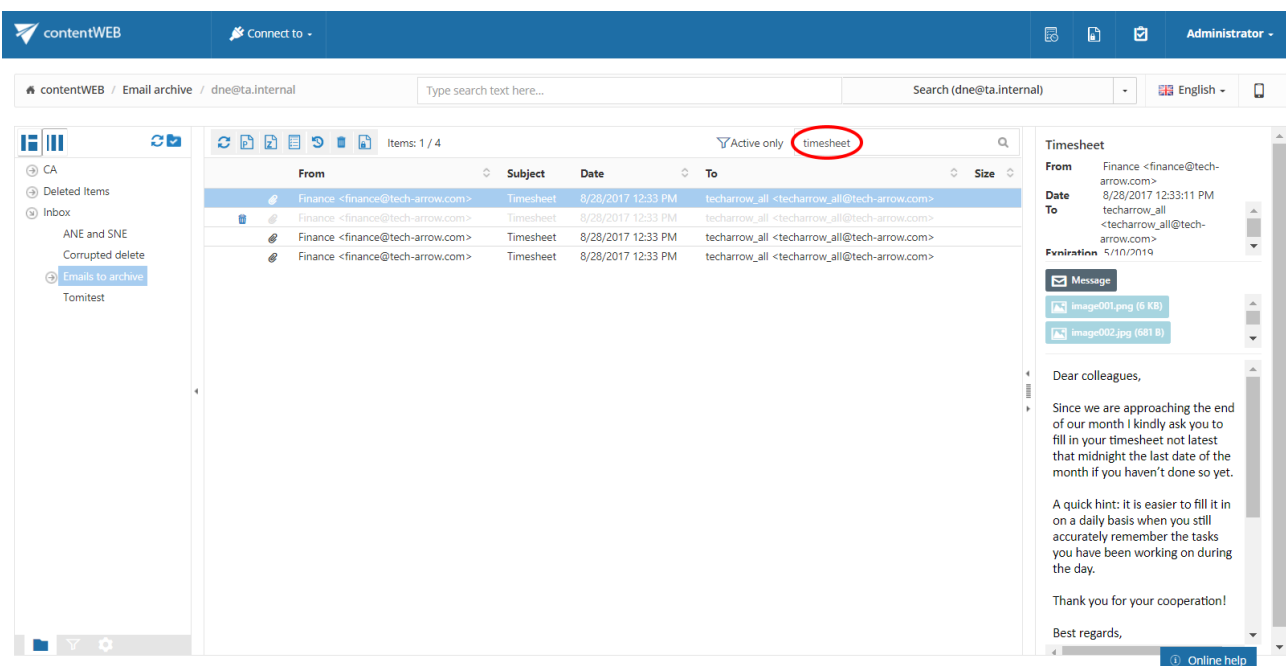 contentWEB
Connect to
Administrator
contentWEB / Email archive / dne@ta.internal
Type search text here...
Search (dne@ta.internal)
English
Items: 1 / 4
Active only
timesheet
From Subject Date To Size
Finance <finance@tech-arrow.com> Timesheet 8/28/2017 12:33 PM techarrow_all <techarrow_all@tech-arrow.com>
Finance <finance@tech-arrow.com> Timesheet 8/28/2017 12:33 PM techarrow_all <techarrow_all@tech-arrow.com>
Finance <finance@tech-arrow.com> Timesheet 8/28/2017 12:33 PM techarrow_all <techarrow_all@tech-arrow.com>
Finance <finance@tech-arrow.com> Timesheet 8/28/2017 12:33 PM techarrow_all <techarrow_all@tech-arrow.com>
CA
Deleted Items
Inbox
ANE and SNE
Corrupted delete
Emails to archive
Tomitest
Timesheet
From Finance <finance@tech-
arrow.com>
Date 8/28/2017 12:33:11 PM
To techarrow_all
<techarrow_all@tech-
arrow.com>
Expiration 5/10/2019
Message
image001.png (6 KB)
image002.jpg (681 B)
Dear colleagues,
Since we are approaching the end
of our month I kindly ask you to
fill in your timesheet not latest
that midnight the last date of the
month if you haven't done so yet.
A quick hint: it is easier to fill it in
on a daily basis when you still
accurately remember the tasks
you have been working on during
the day.
Thank you for your cooperation!
Best regards,
Online help